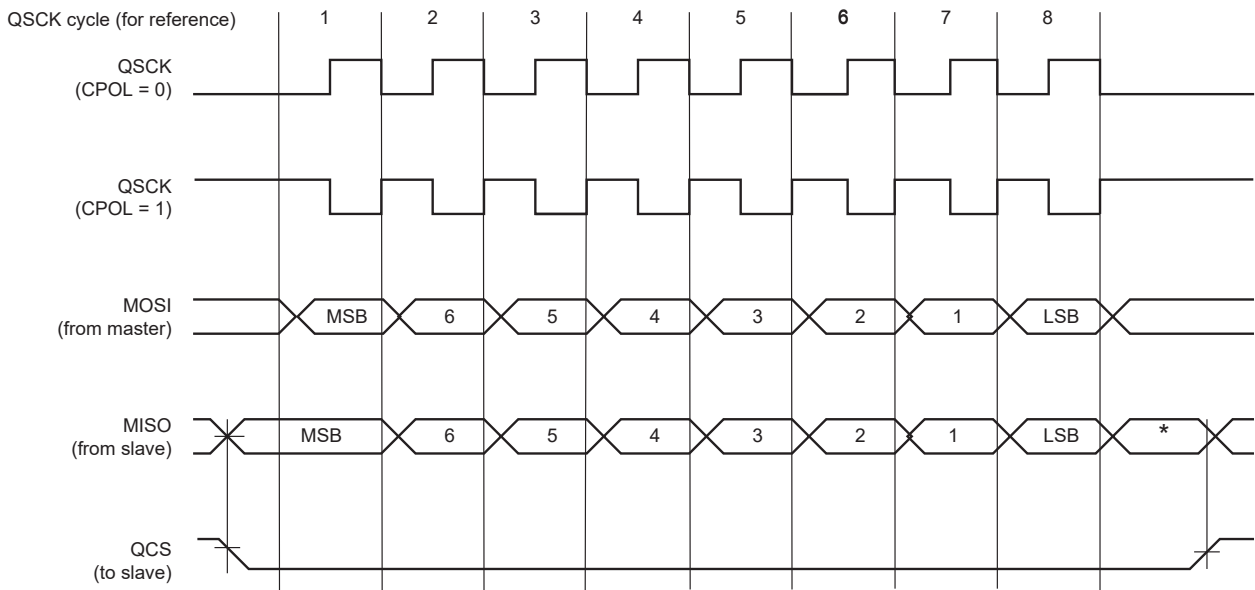 QSCK cycle (for reference) 1 2 3 4 5 6 7 8
QSCK
(CPOL = 0)
QSCK
(CPOL = 1)
MOSI
(from master)
MSB 6 5 4 3 2 1 LSB
MISO
(from slave)
MSB 6 5 4 3 2 1 LSB *
QCS
(to slave)